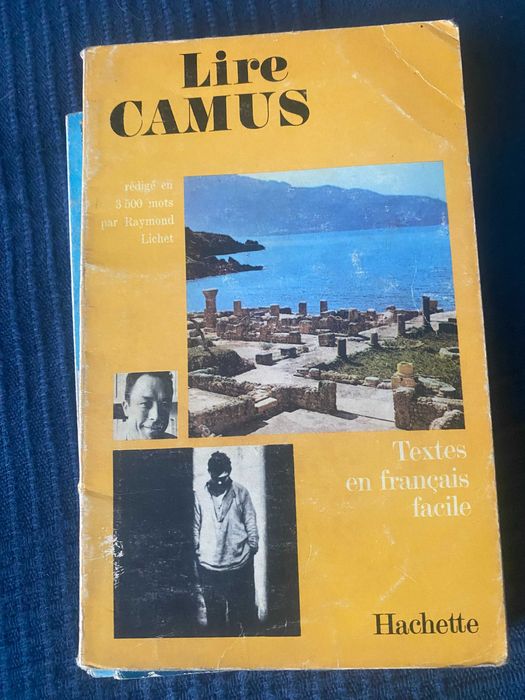 Lire
CAMUS
rédigé en
3 500 mots
par Raymond
Lichet
Textes
en français
facile
Hachette